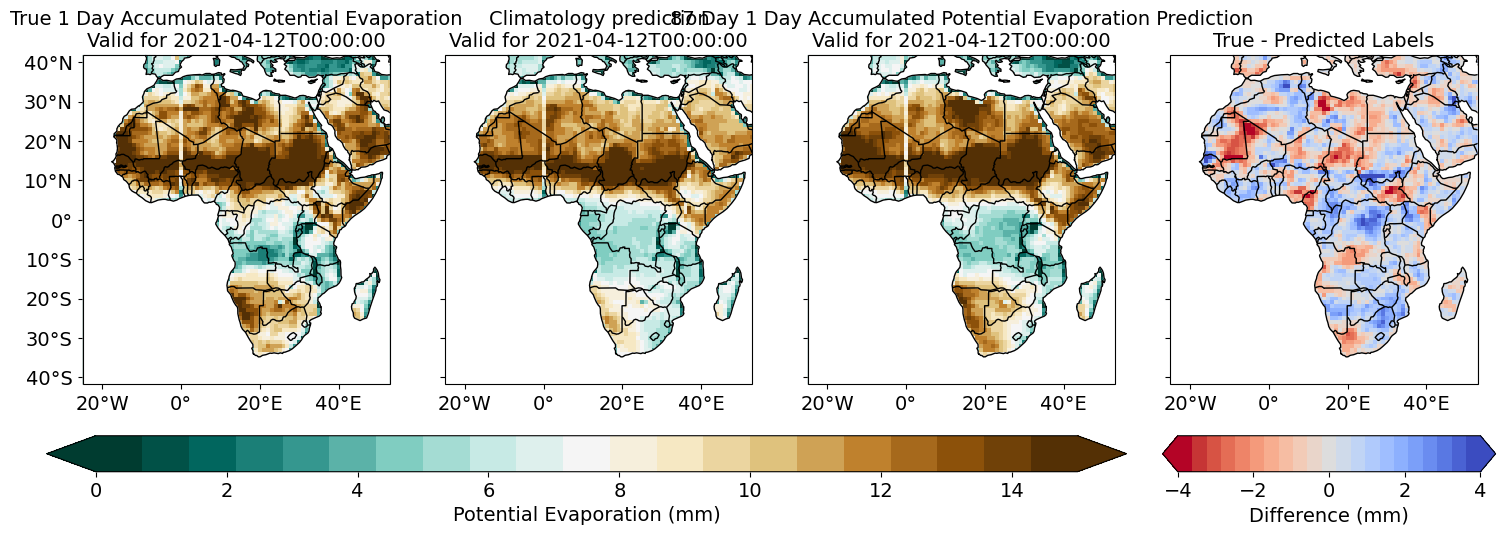 True 1 Day Accumulated Potential Evaporation
Valid for 2021-04-12T00:00:00
Climatology prediction
Valid for 2021-04-12T00:00:00
87 Day 1 Day Accumulated Potential Evaporation Prediction
Valid for 2021-04-12T00:00:00
True - Predicted Labels
40°N
30°N
20°N
10°N
0°
10°S
20°S
30°S
40°S
20°W 0° 20°E 40°E
20°W 0° 20°E 40°E
20°W 0° 20°E 40°E
20°W 0° 20°E 40°E
0 2 4 6 8 10 12 14
Potential Evaporation (mm)
−4 −2 0 2 4
Difference (mm)